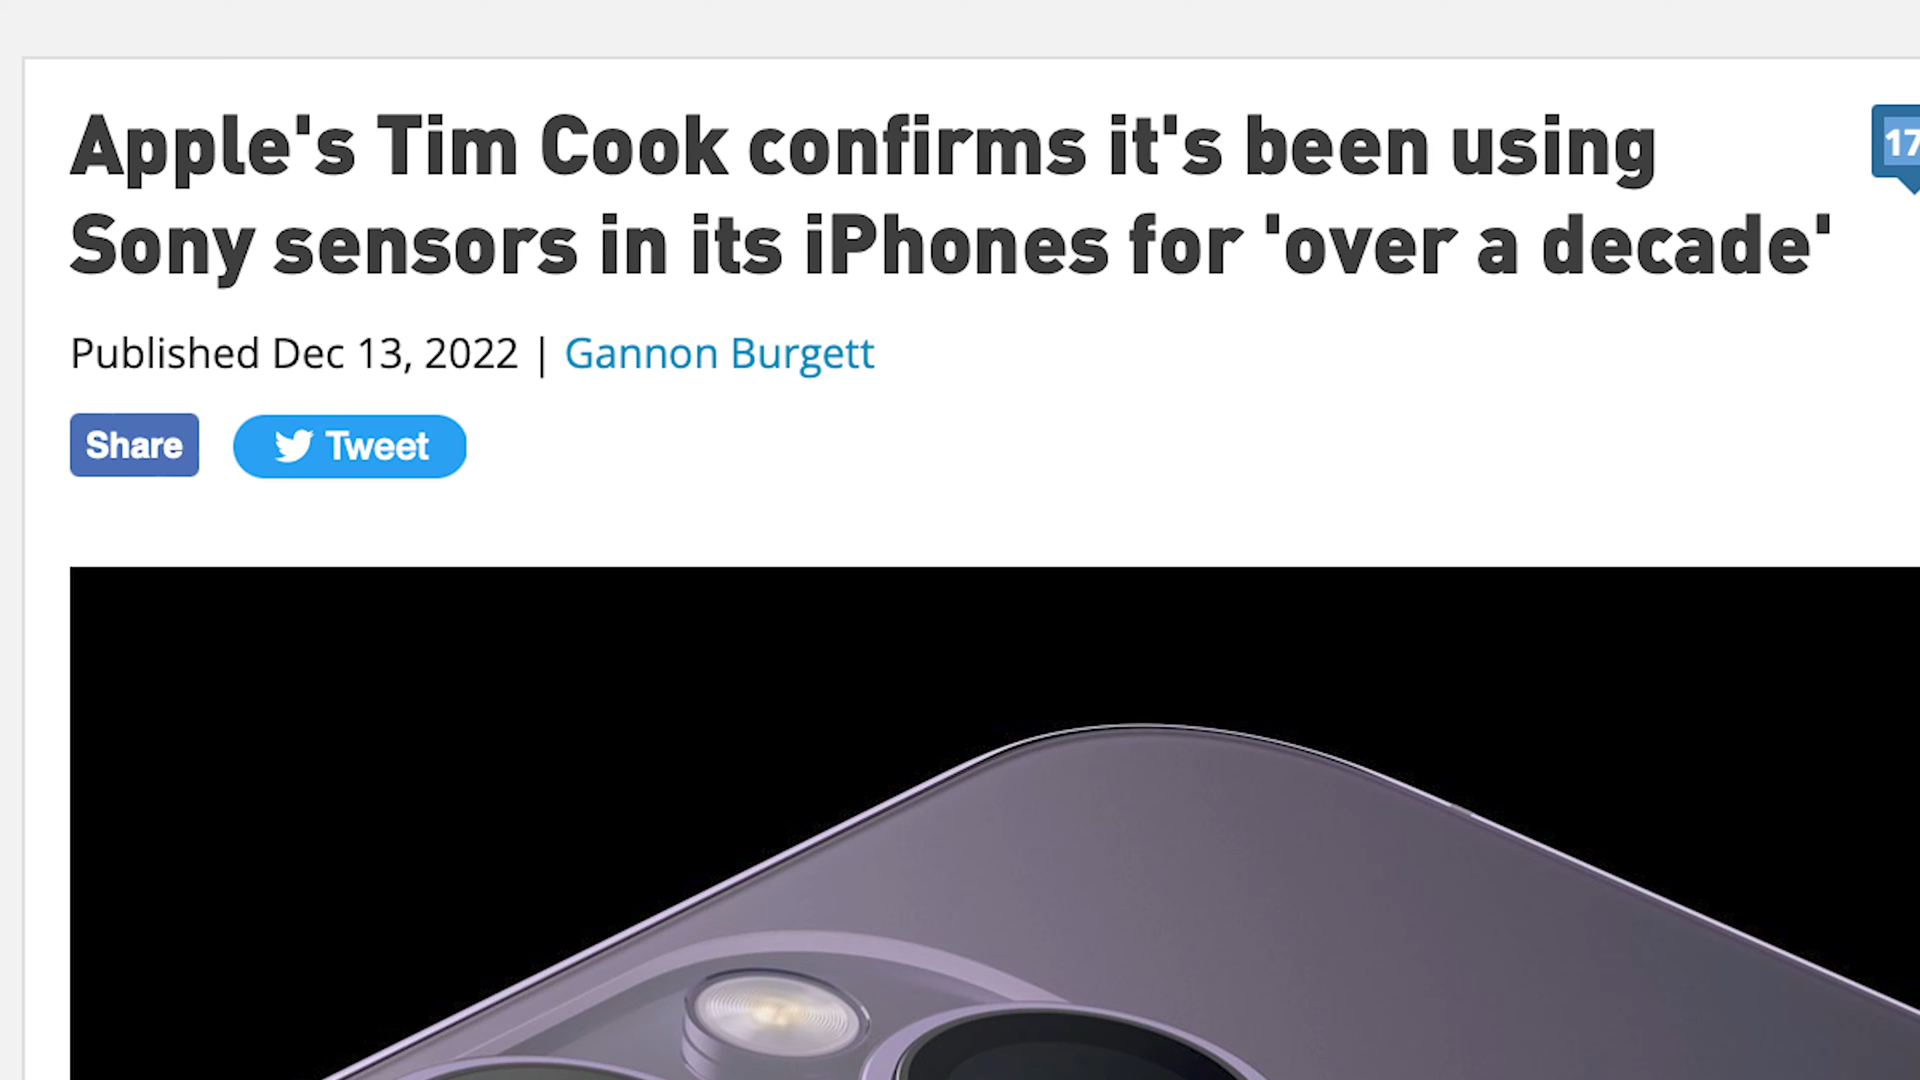 Apple's Tim Cook confirms it's been using
Sony sensors in its iPhones for 'over a decade'
Published Dec 13, 2022 | Gannon Burgett
Share
Tweet